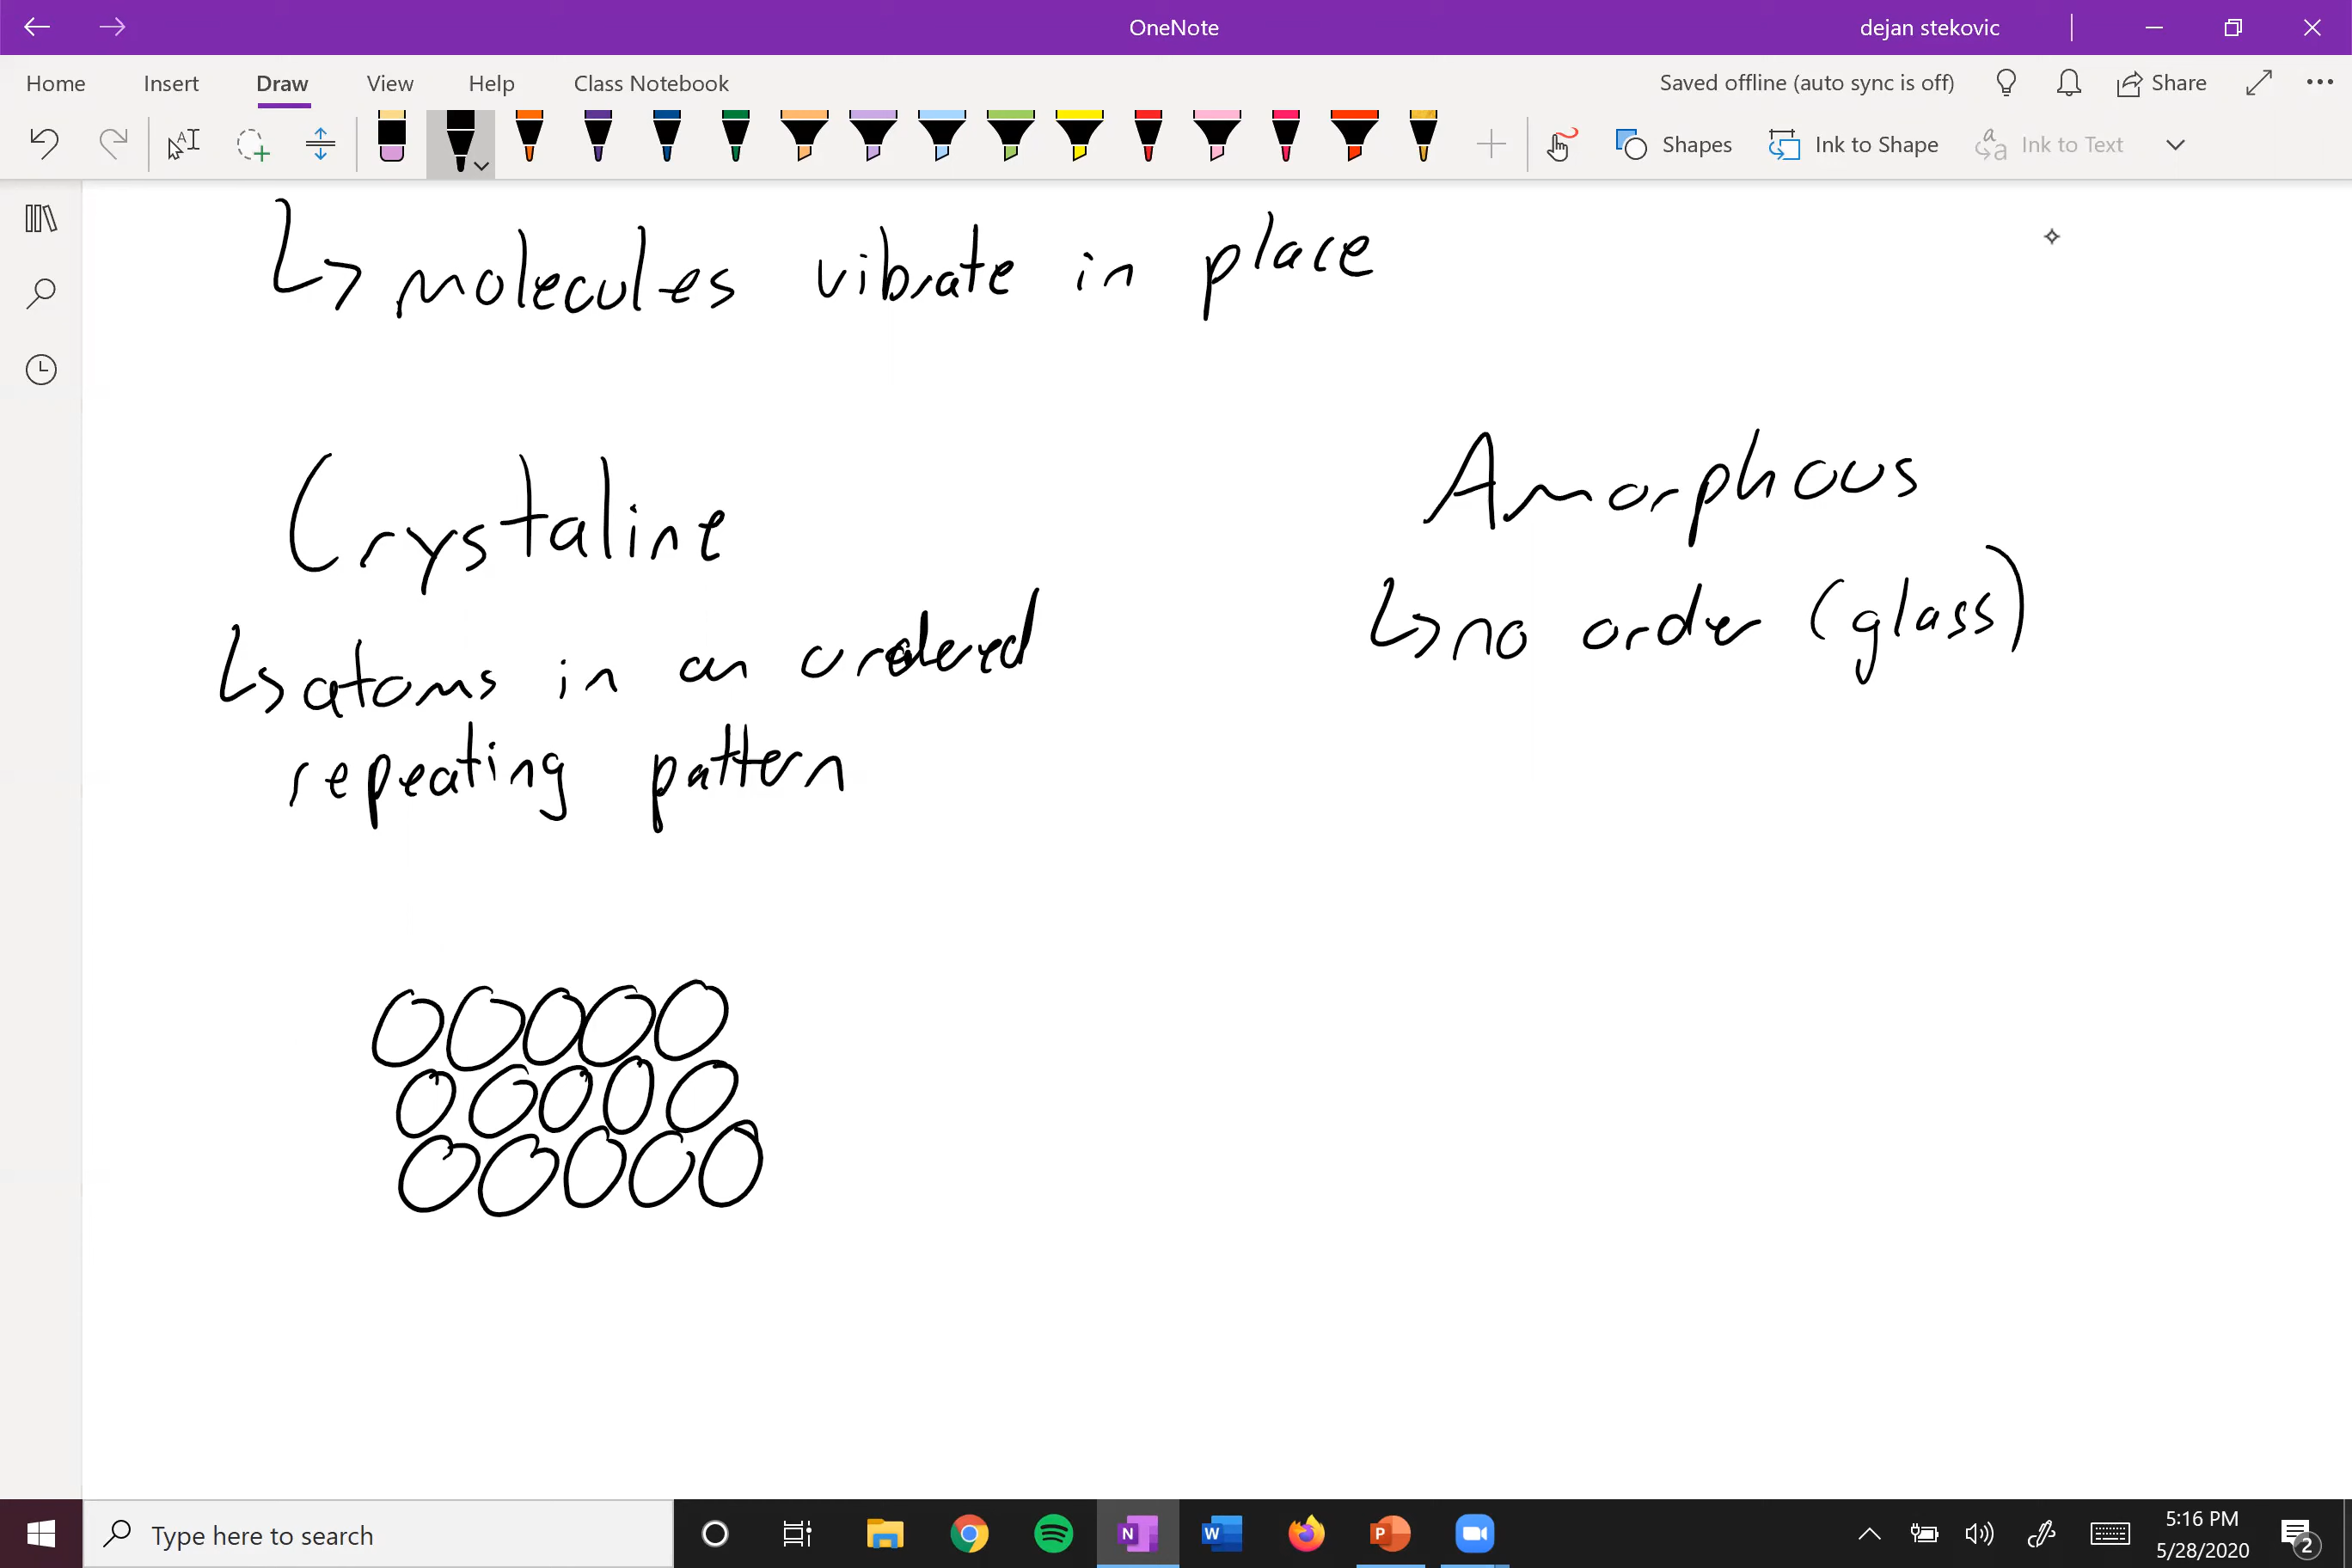 OneNote
dejan stekovic
Home Insert Draw View Help Class Notebook
Saved offline (auto sync is off) Share
Shapes Ink to Shape Ink to Text
molecules vibrate in place
Crystaline
atoms in an ordered
repeating pattern
Amorphous
no order (glass)
Type here to search
5:16 PM
5/28/2020
2